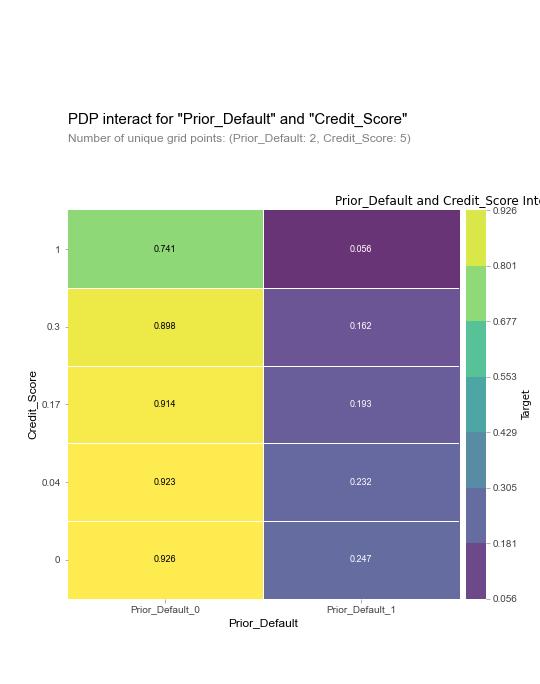 PDP interact for "Prior_Default" and "Credit_Score"
Number of unique grid points: (Prior_Default: 2, Credit_Score: 5)
Prior_Default and Credit_Score Inte
1
0.741
0.056
0.3
0.898
0.162
0.17
0.914
0.193
0.04
0.923
0.232
0
0.926
0.247
Credit_Score
Prior_Default_0
Prior_Default_1
Prior_Default
0.926
0.801
0.677
0.553
0.429
0.305
0.181
0.056
Target